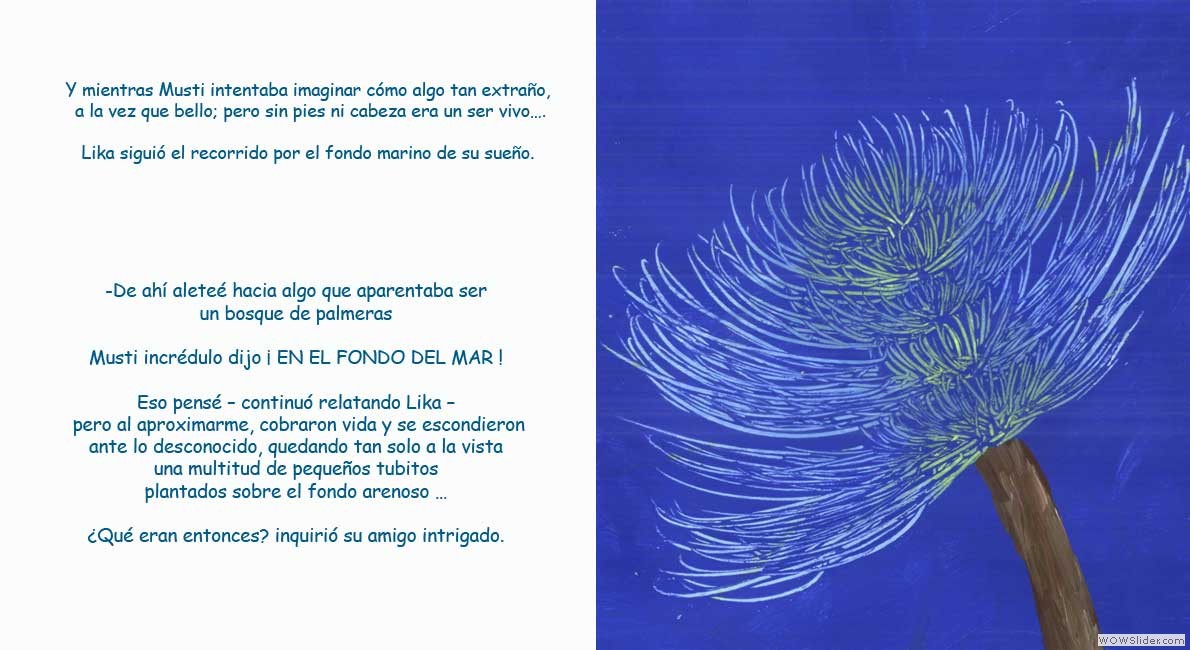 Y mientras Musti intentaba imaginar cómo algo tan extraño,
a la vez que bello; pero sin pies ni cabeza era un ser vivo….
Lika siguió el recorrido por el fondo marino de su sueño.
-De ahí aleteé hacia algo que aparentaba ser
un bosque de palmeras
Musti incrédulo dijo ¡ EN EL FONDO DEL MAR !
Eso pensé – continuó relatando Lika –
pero al aproximarme, cobraron vida y se escondieron
ante lo desconocido, quedando tan solo a la vista
una multitud de pequeños tubitos
plantados sobre el fondo arenoso …
¿Qué eran entonces? inquirió su amigo intrigado.
WOWSlider.com